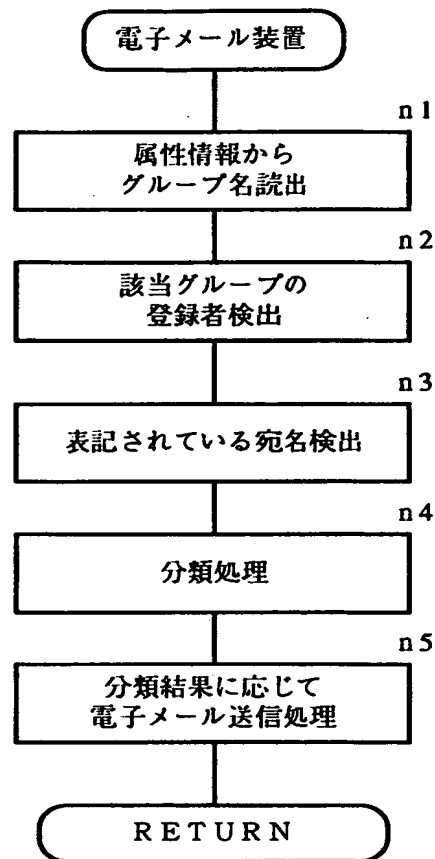 電子メール装置
n1
属性情報から
グループ名読出
n2
該当グループの
登録者検出
n3
表記されている宛名検出
n4
分類処理
n5
分類結果に応じて
電子メール送信処理
RETURN